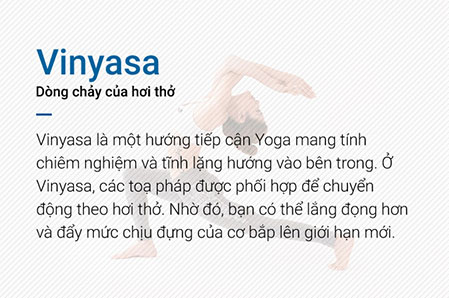 Vinyasa
Dòng chảy của hơi thở
Vinyasa là một hướng tiếp cận Yoga mang tính
chiêm nghiệm và tĩnh lặng hướng vào bên trong. Ở
Vinyasa, các toạ pháp được phối hợp để chuyển
động theo hơi thở. Nhờ đó, bạn có thể lắng đọng hơn
và đẩy mức chịu đựng của cơ bắp lên giới hạn mới.